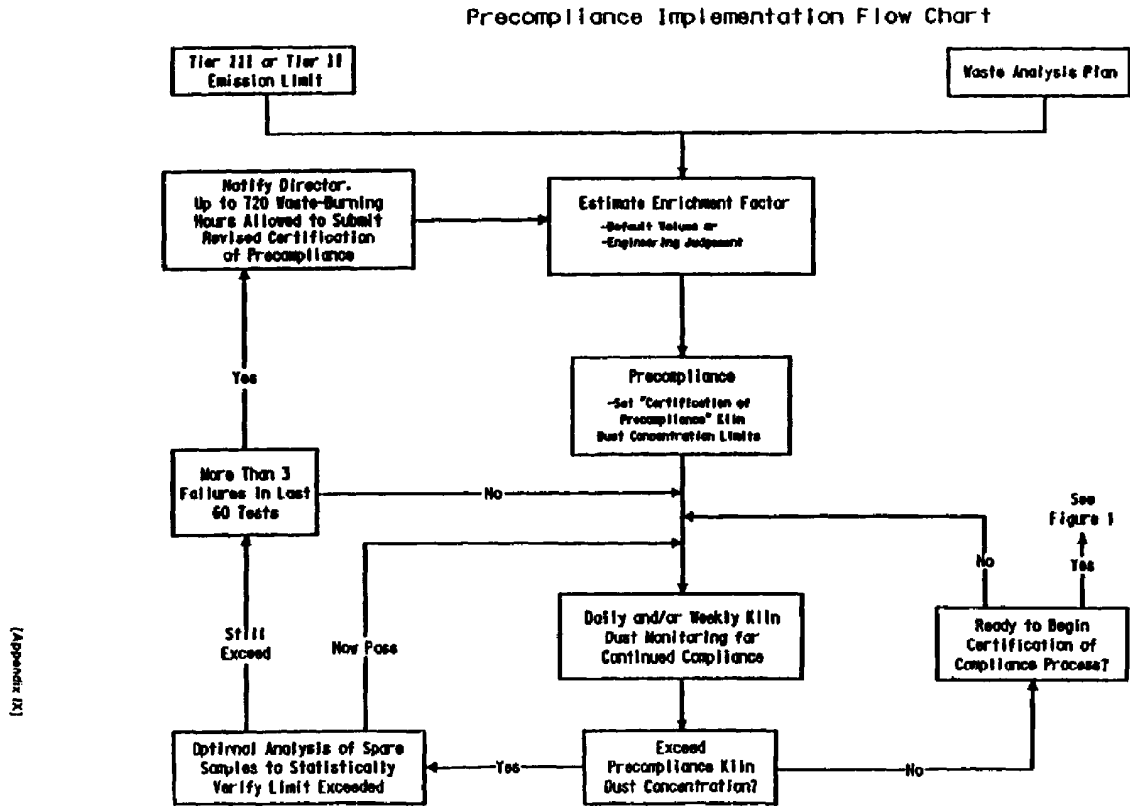 Precompliance Implementation Flow Chart
Tier III or Tier II
Emission Limit
Waste Analysis Plan
Notify Director.
Up to 720 Waste-Burning
Hours Allowed to Submit
Revised Certification
of Precompliance
Estimate Enrichment Factor
-Default Values or
-Engineering Judgement
Yes
Precompliance
-Set "Certification of
Precompliance" Kiln
Dust Concentration Limits
More Than 3
Failures in Last
60 Tests
No
See
Figure 1
No
Yes
Still
Exceed
Now Pass
Daily and/or Weekly Kiln
Dust Monitoring for
Continued Compliance
Ready to Begin
Certification of
Compliance Process?
Optional Analysis of Spare
Samples to Statistically
Verify Limit Exceeded
Yes
Exceed
Precompliance Kiln
Dust Concentration?
No
[Appendix IX]